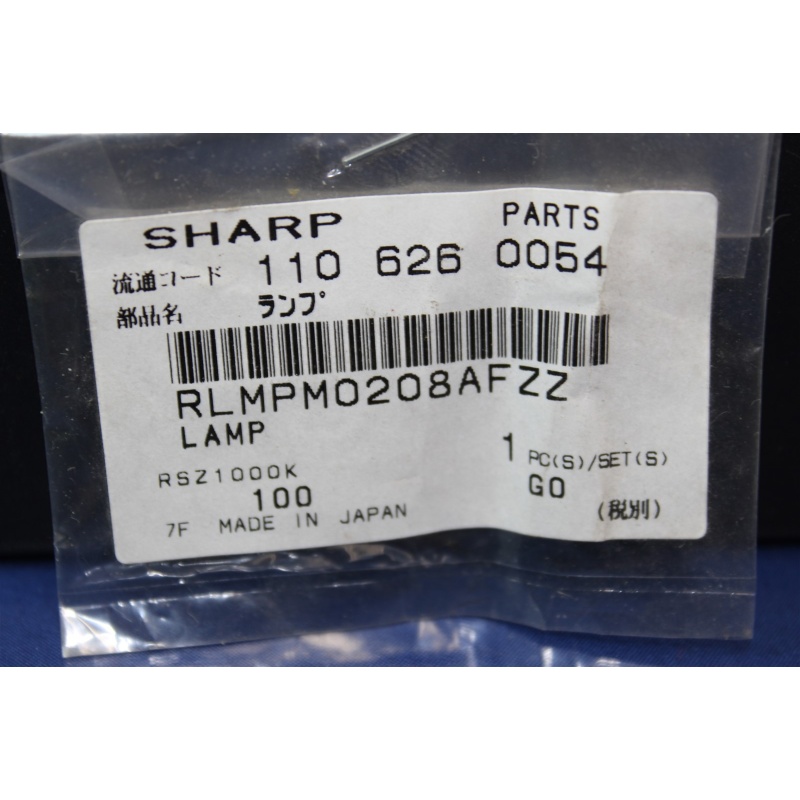 SHARP PARTS
流通コード 110 626 0054
部品名 ランプ
RLMPM0208AFZZ
LAMP
1 PC(S)/SET(S)
RSZ1000K
100 GO
7F MADE IN JAPAN (税別)